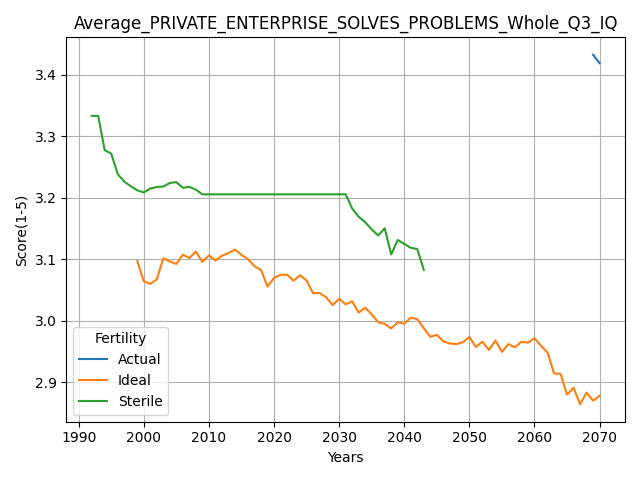 Average_PRIVATE_ENTERPRISE_SOLVES_PROBLEMS_Whole_Q3_IQ
Score(1-5)
3.4
3.3
3.2
3.1
3.0
2.9
Fertility
Actual
Ideal
Sterile
1990 2000 2010 2020 2030 2040 2050 2060 2070
Years